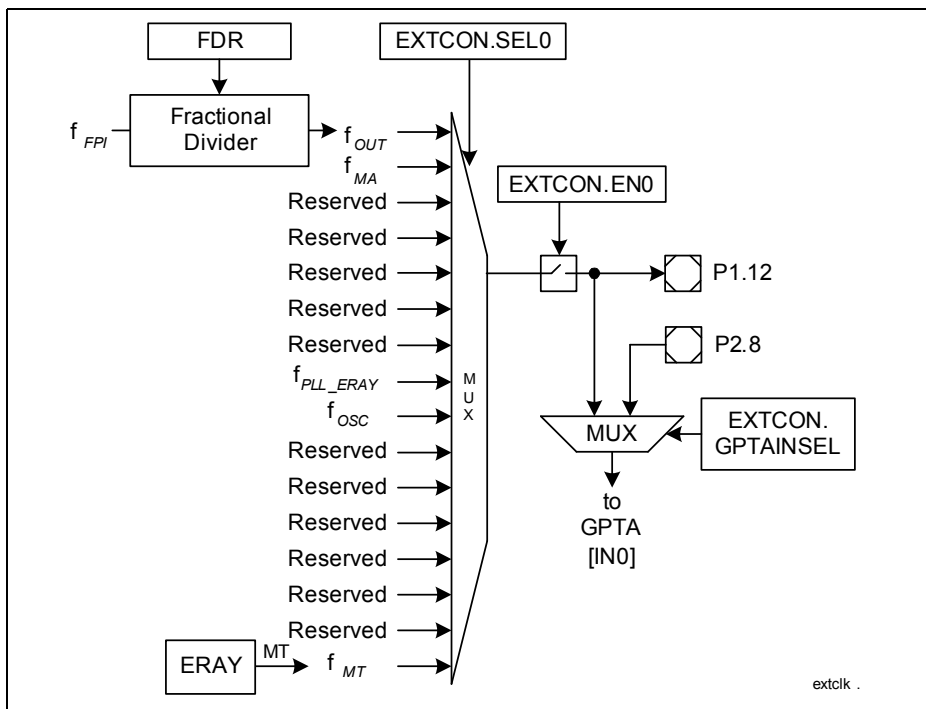 FDR
EXTCON.SEL0
f FPI
Fractional
Divider
f OUT
f MA
Reserved
Reserved
Reserved
Reserved
Reserved
f PLL_ERAY
f OSC
Reserved
Reserved
Reserved
Reserved
Reserved
Reserved
ERAY
MT
f MT
M
U
X
EXTCON.EN0
P1.12
P2.8
MUX
EXTCON.
GPTAINSEL
to
GPTA
[IN0]
extclk .